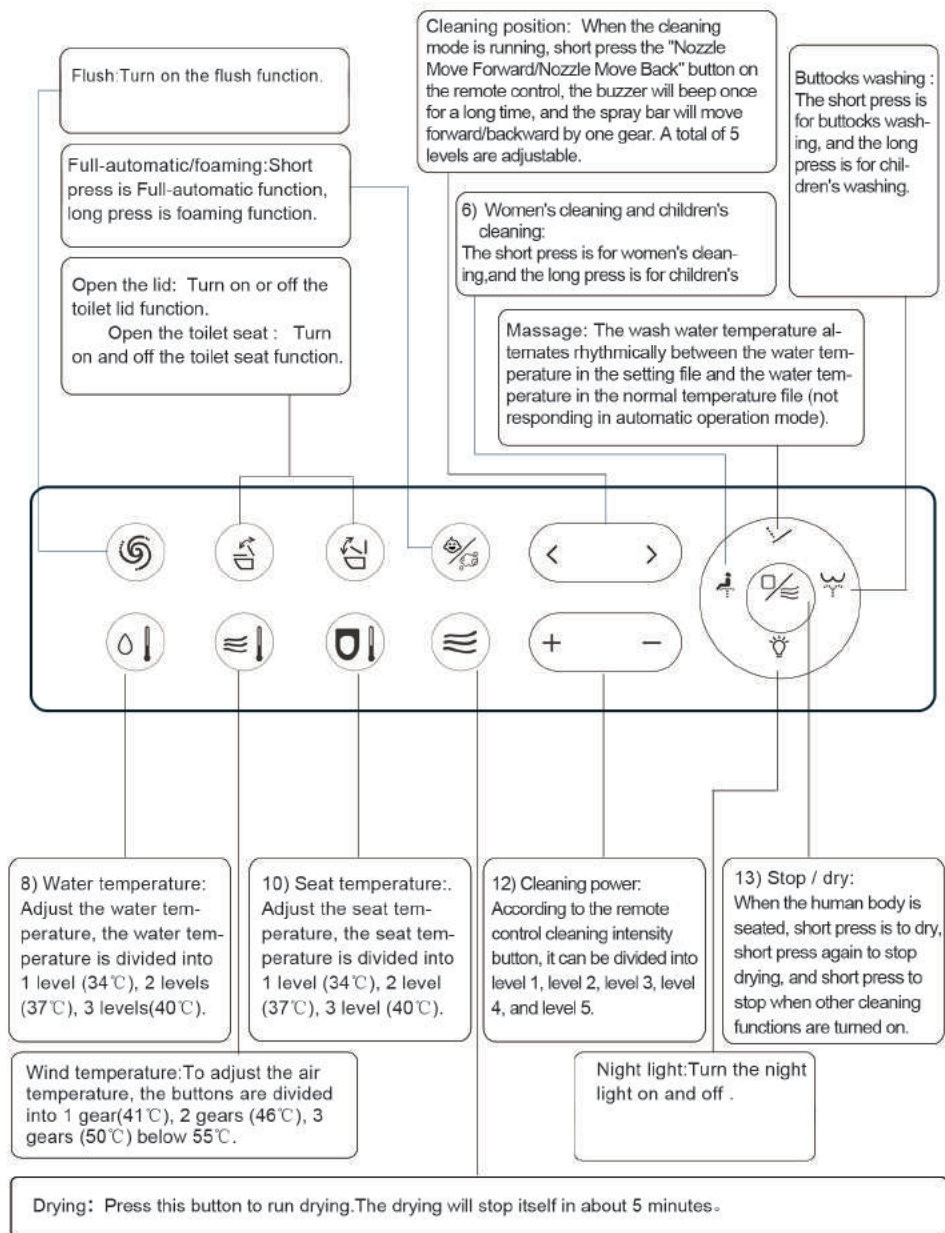 Flush:Turn on the flush function.
Full-automatic/foaming:Short
press is Full-automatic function,
long press is foaming function.
Open the lid: Turn on or off the
toilet lid function.
Open the toilet seat : Turn
on and off the toilet seat function.
Cleaning position: When the cleaning
mode is running, short press the "Nozzle
Move Forward/Nozzle Move Back" button on
the remote control, the buzzer will beep once
for a long time, and the spray bar will move
forward/backward by one gear. A total of 5
levels are adjustable.
6) Women's cleaning and children's
cleaning:
The short press is for women's clean-
ing,and the long press is for children's
Massage: The wash water temperature al-
ternates rhythmically between the water tem-
perature in the setting file and the water tem-
perature in the normal temperature file (not
responding in automatic operation mode).
Buttocks washing :
The short press is
for buttocks wash-
ing, and the long
press is for chil-
dren's washing.
< >
+ −
8) Water temperature:
Adjust the water tem-
perature, the water tem-
perature is divided into
1 level (34℃), 2 levels
(37℃), 3 levels(40℃).
10) Seat temperature:.
Adjust the seat tem-
perature, the seat tem-
perature is divided into
1 level (34℃), 2 level
(37℃), 3 level (40℃).
12) Cleaning power:
According to the remote
control cleaning intensity
button, it can be divided into
level 1, level 2, level 3, level
4, and level 5.
13) Stop / dry:
When the human body is
seated, short press is to dry,
short press again to stop
drying, and short press to
stop when other cleaning
functions are turned on.
Wind temperature:To adjust the air
temperature, the buttons are divided
into 1 gear(41℃), 2 gears (46℃), 3
gears (50℃) below 55℃.
Night light:Turn the night
light on and off .
Drying： Press this button to run drying.The drying will stop itself in about 5 minutes。